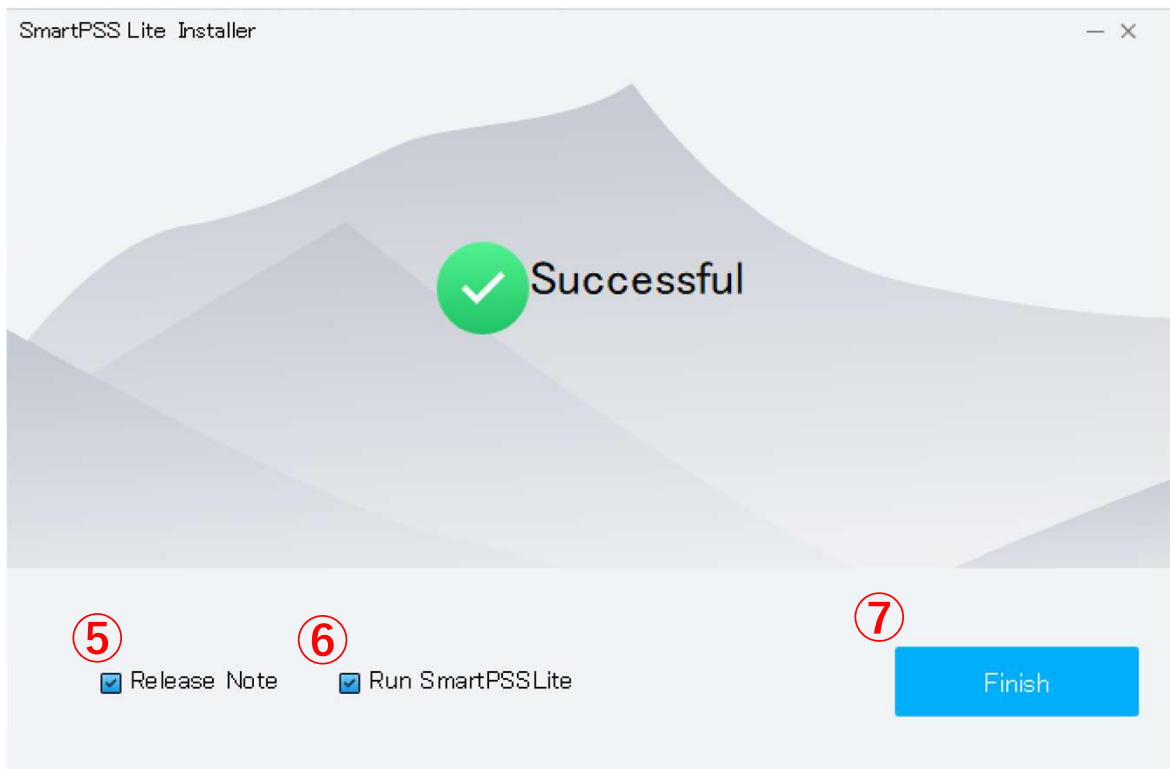 SmartPSS Lite Installer
Successful
⑤ ⑥ ⑦
Release Note Run SmartPSSLite Finish